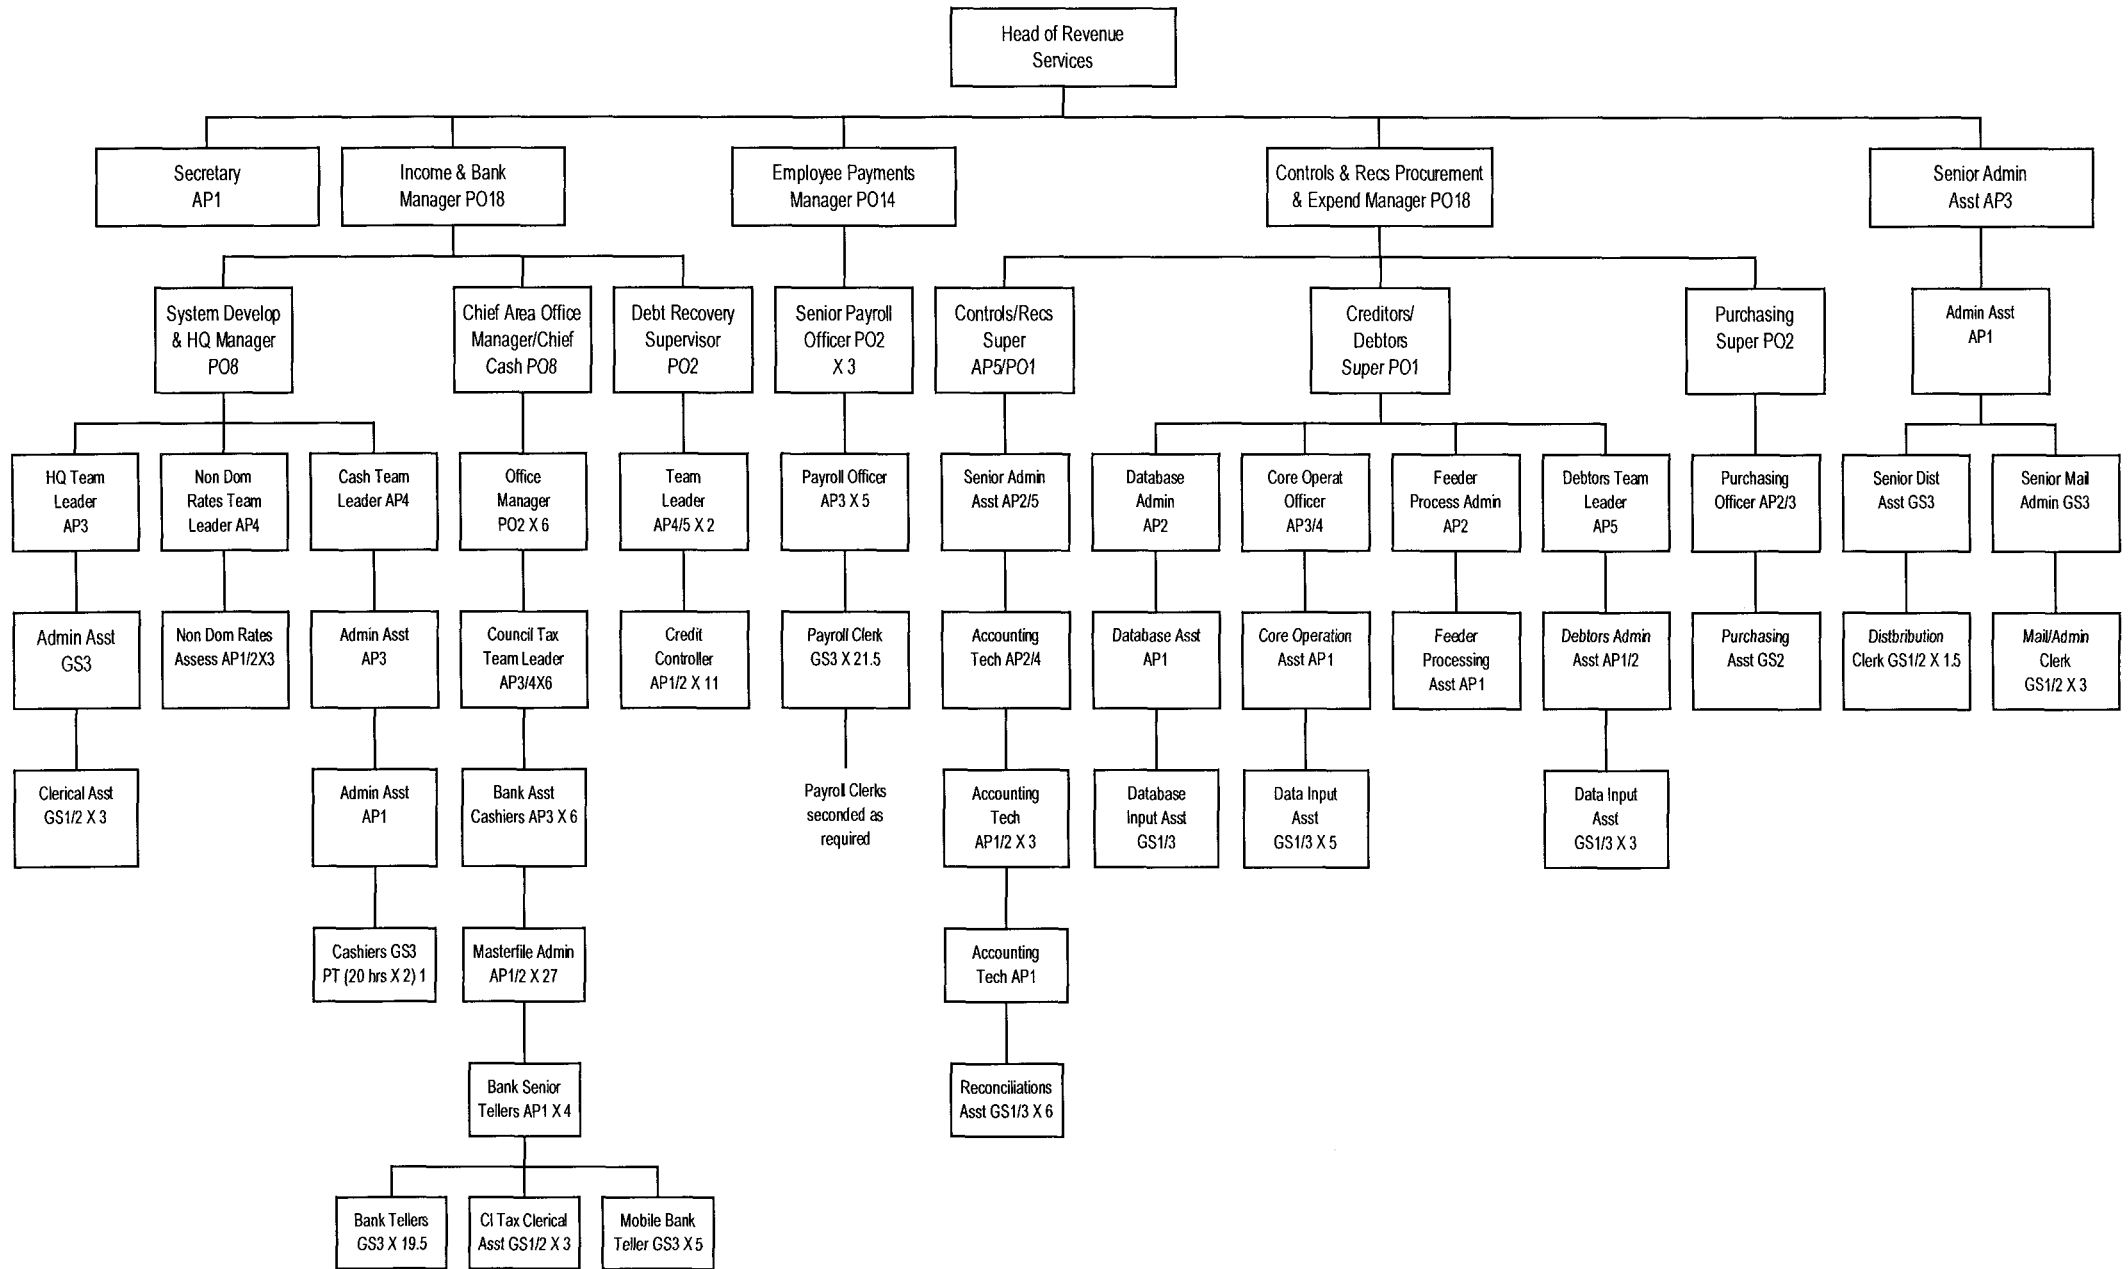 Head of Revenue
Services
Secretary
AP1
Income & Bank
Manager PO18
Employee Payments
Manager PO14
Controls & Recs Procurement
& Expend Manager PO18
Senior Admin
Asst AP3
System Develop
& HQ Manager
PO8
Chief Area Office
Manager/Chief
Cash PO8
Debt Recovery
Supervisor
PO2
Senior Payroll
Officer PO2
X 3
Controls/Recs
Super
AP5/PO1
Creditors/
Debtors
Super PO1
Purchasing
Super PO2
Admin Asst
AP1
HQ Team
Leader
AP3
Non Dom
Rates Team
Leader AP4
Cash Team
Leader AP4
Office
Manager
PO2 X 6
Team
Leader
AP4/5 X 2
Payroll Officer
AP3 X 5
Senior Admin
Asst AP2/5
Database
Admin
AP2
Core Operat
Officer
AP3/4
Feeder
Process Admin
AP2
Debtors Team
Leader
AP5
Purchasing
Officer AP2/3
Senior Dist
Asst GS3
Senior Mail
Admin GS3
Admin Asst
GS3
Non Dom Rates
Assess AP1/2X3
Admin Asst
AP3
Council Tax
Team Leader
AP3/4X6
Credit
Controller
AP1/2 X 11
Payroll Clerk
GS3 X 21.5
Accounting
Tech AP2/4
Database Asst
AP1
Core Operation
Asst AP1
Feeder
Processing
Asst AP1
Debtors Admin
Asst AP1/2
Purchasing
Asst GS2
Distbribution
Clerk GS1/2 X 1.5
Mail/Admin
Clerk
GS1/2 X 3
Clerical Asst
GS1/2 X 3
Admin Asst
AP1
Bank Asst
Cashiers AP3 X 6
Payroll Clerks
seconded as
required
Accounting
Tech
AP1/2 X 3
Database
Input Asst
GS1/3
Data Input
Asst
GS1/3 X 5
Data Input
Asst
GS1/3 X 3
Cashiers GS3
PT (20 hrs X 2) 1
Masterfile Admin
AP1/2 X 27
Accounting
Tech AP1
Bank Senior
Tellers AP1 X 4
Reconciliations
Asst GS1/3 X 6
Bank Tellers
GS3 X 19.5
Cl Tax Clerical
Asst GS1/2 X 3
Mobile Bank
Teller GS3 X 5